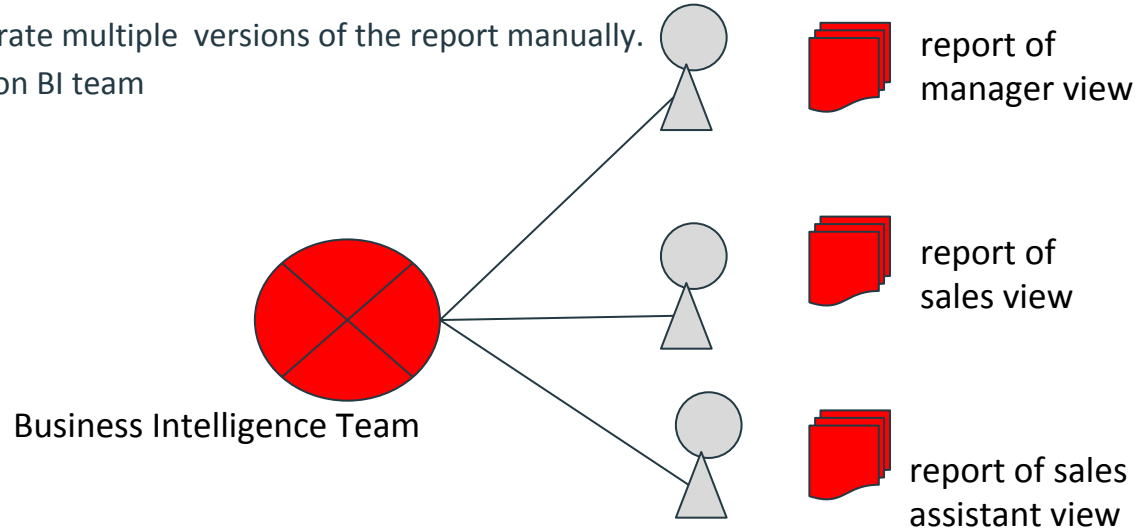 rate multiple  versions of the report manually.
on BI team
report of
manager view
report of
sales view
Business Intelligence Team
report of sales
assistant view